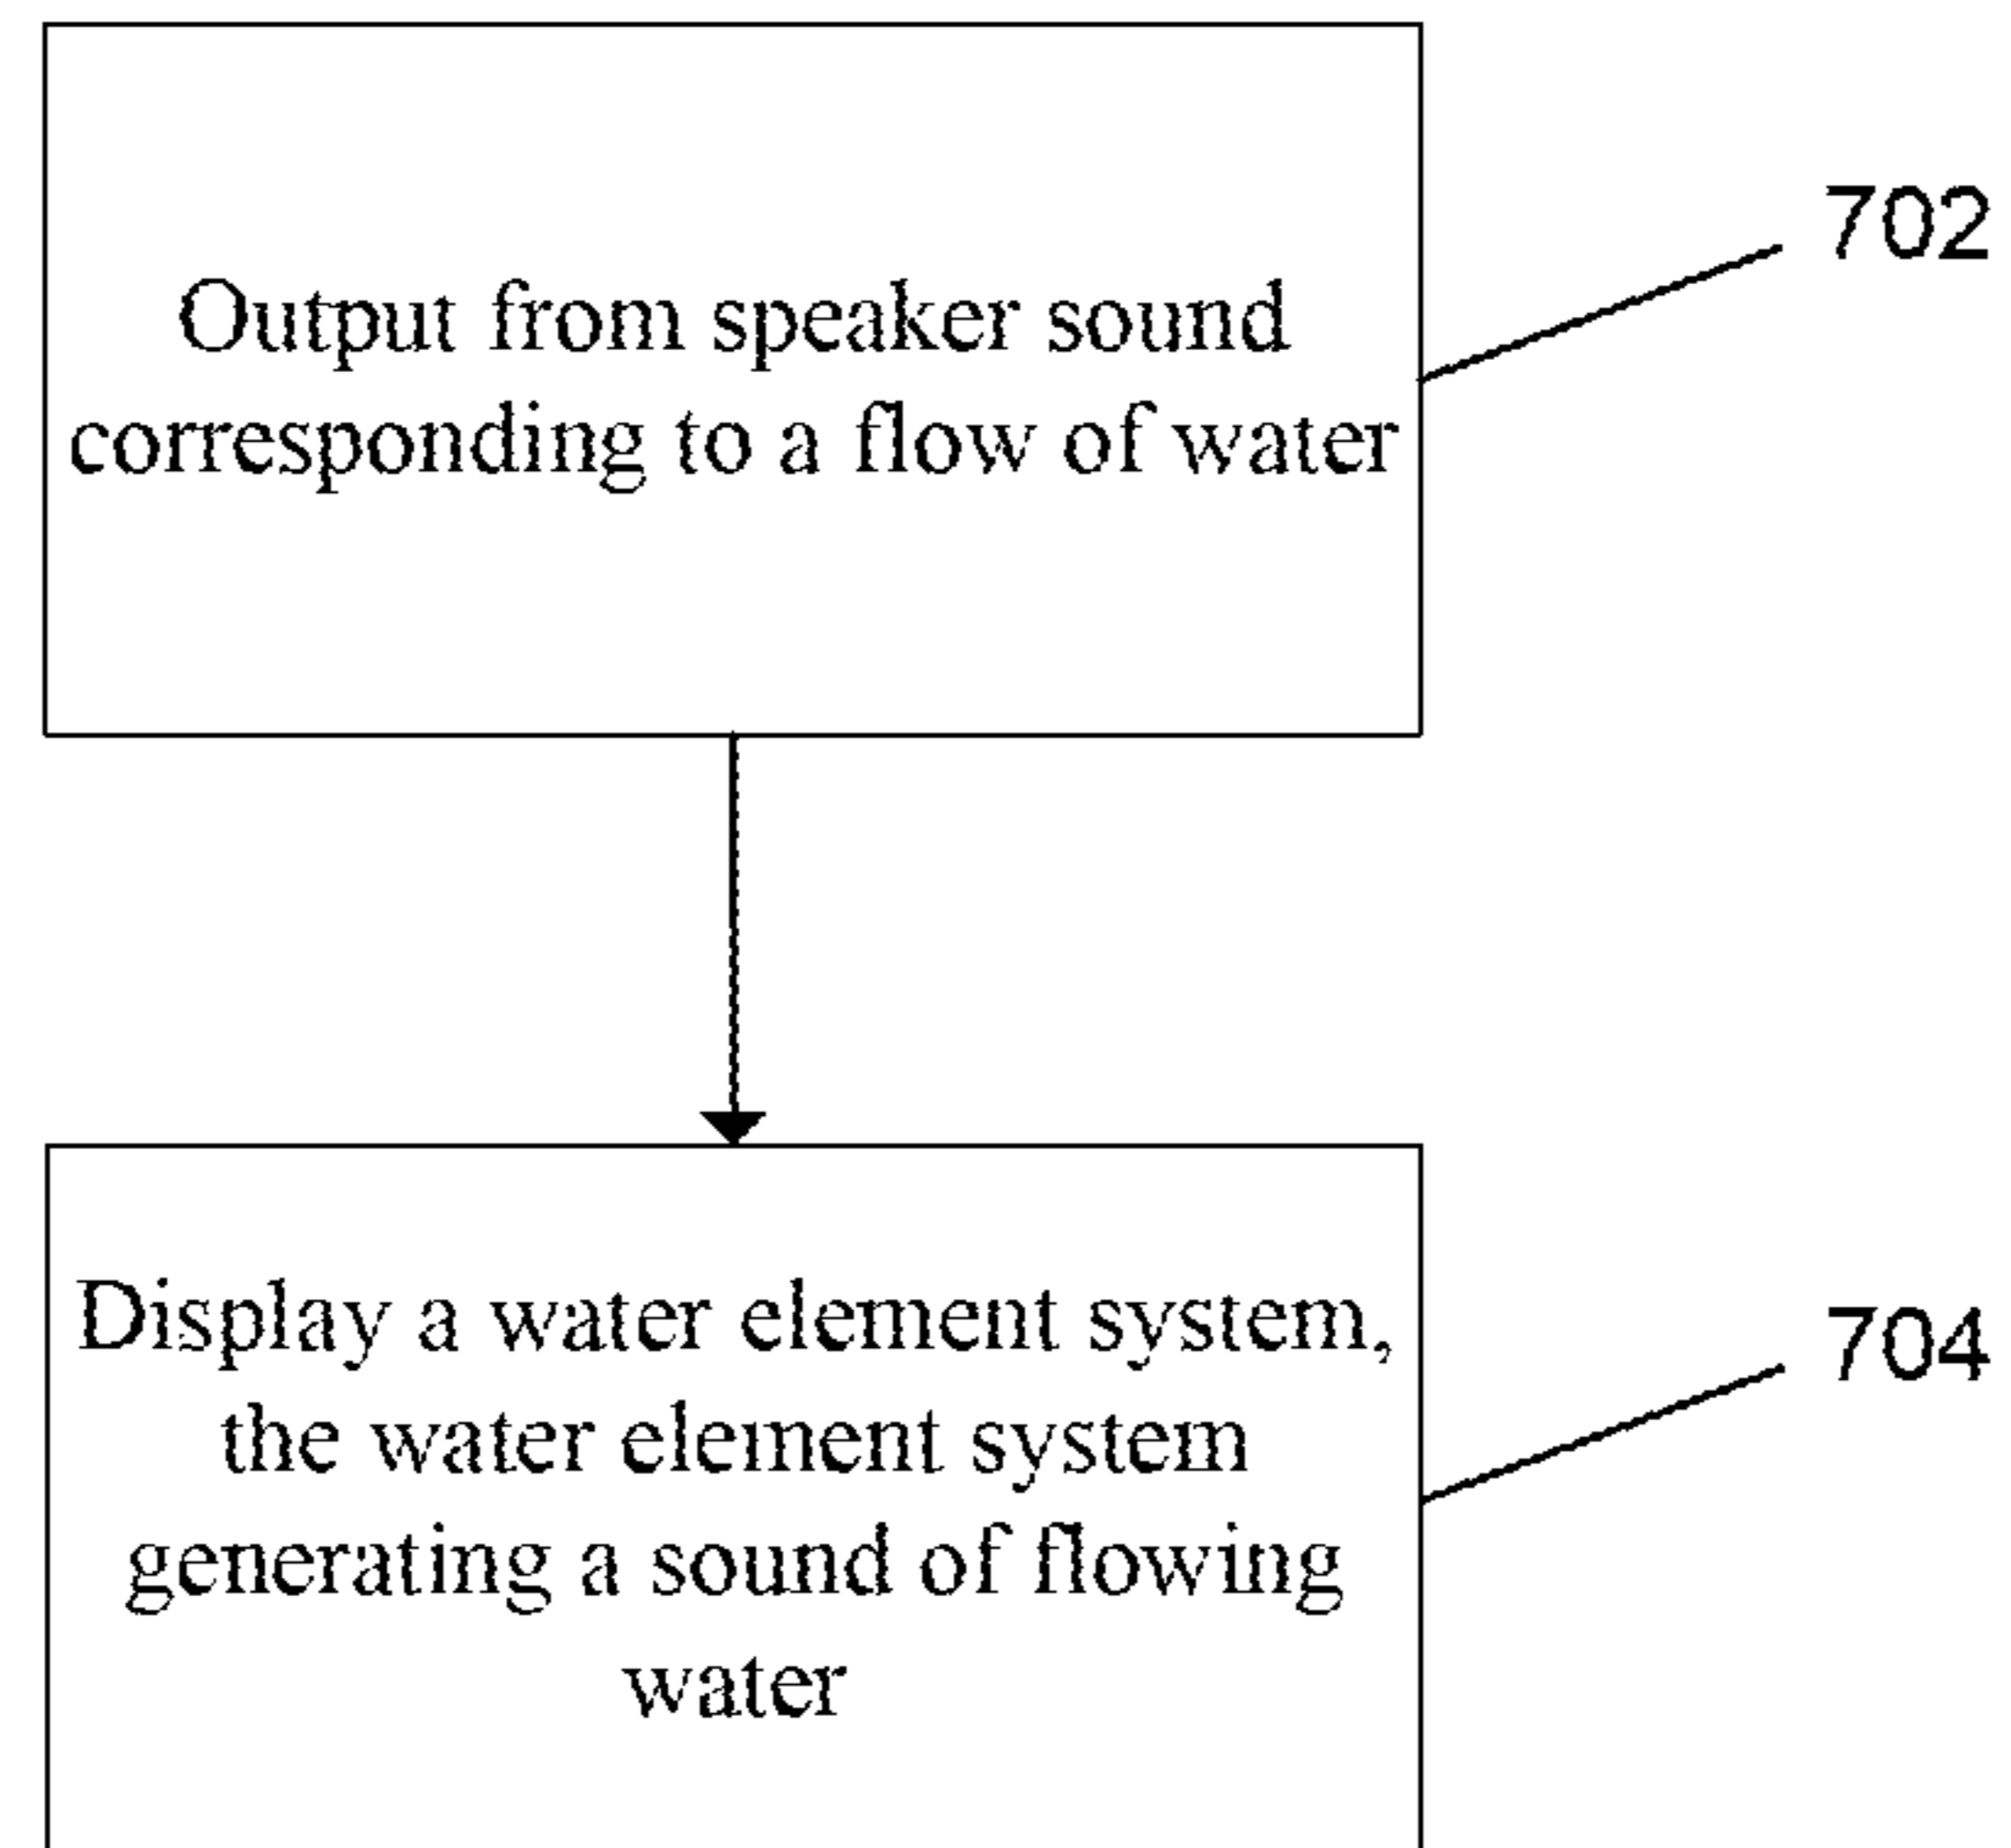 Output from speaker sound
corresponding to a flow of water
702
Display a water element system,
the water element system
generating a sound of flowing
water
704